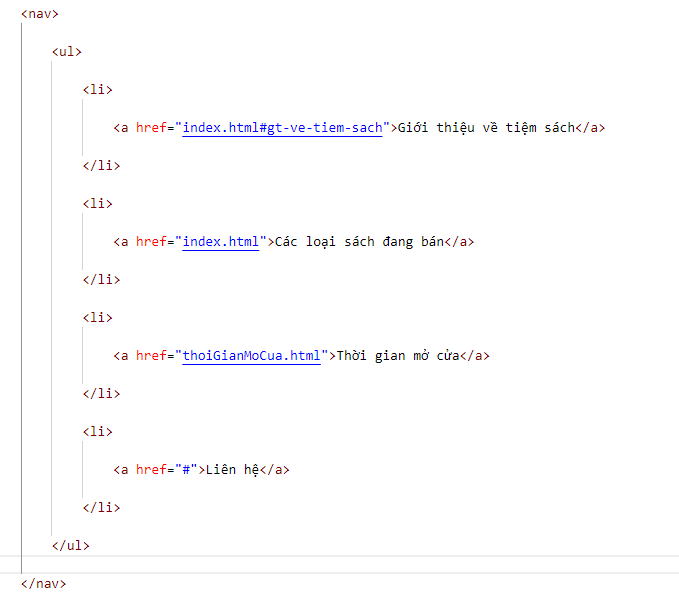 <nav>
<ul>
<li>
<a href="index.html#gt-ve-tiem-sach">Giới thiệu về tiệm sách</a>
</li>
<li>
<a href="index.html">Các loại sách đang bán</a>
</li>
<li>
<a href="thoiGianMoCua.html">Thời gian mở cửa</a>
</li>
<li>
<a href="#">Liên hệ</a>
</li>
</ul>
</nav>